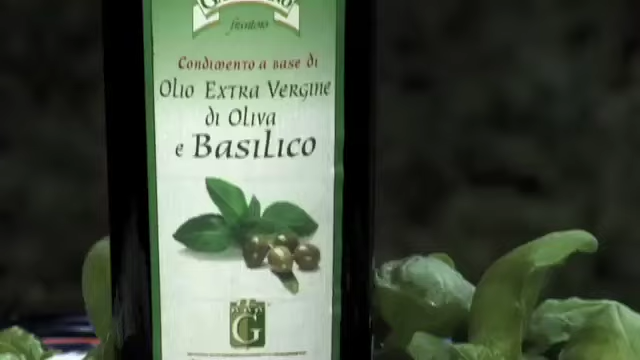 frantoio
Condimento a base di
Olio Extra Vergine
di Oliva
e Basilico
G